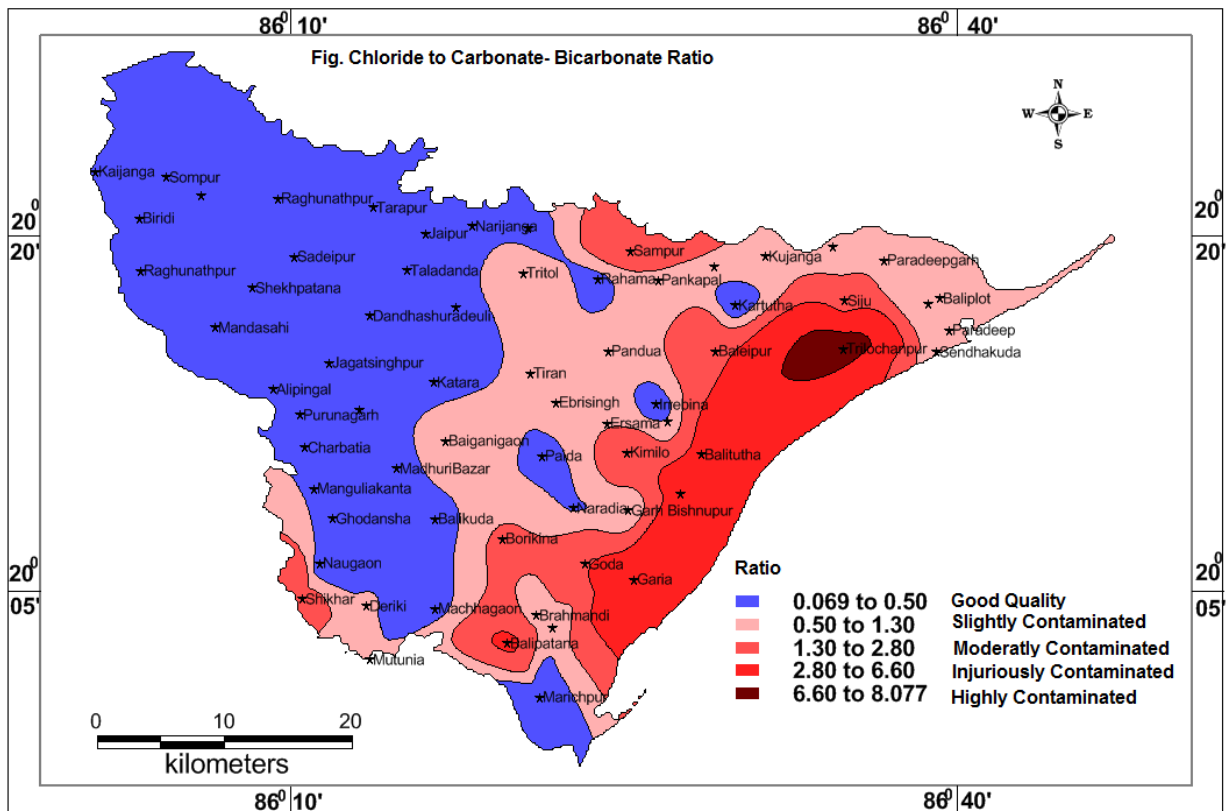 86⁰ 10' 86⁰ 40'
Fig. Chloride to Carbonate- Bicarbonate Ratio
N
W E
S
Kaijanga
Sompur
Raghunathpur
Tarapur
20⁰ 20'
20⁰ 20'
Biridi
Narijanga
Jaipur
Sampur
Kujanga
Paradeepgarh
Sadeipur
Raghunathpur
Taladanda
Tritol
Rahama
Pankapal
Shekhpatana
Kartutha
Siju
Baliplot
Dandhashuradeuli
Mandasahi
Paradeep
Pandua
Baleipur
Trilochanpur
Sendhakuda
Jagatsinghpur
Tiran
Katara
Alipingal
Ebrisingh
Irrebina
Purunagarh
Ersama
Baiganigaon
Charbatia
Paida
Kimilo
Balitutha
MadhuriBazar
Manguliakanta
Naradia
Garh Bishnupur
Ghodansha
Balikuda
Borikina
Naugaon
Goda
Garia
20⁰ 05'
20⁰ 05'
Shikhar
Deriki
Machhagaon
Brahmandi
Balipatana
Mutunia
Marichpur
Ratio
0.069 to 0.50 Good Quality
0.50 to 1.30 Slightly Contaminated
1.30 to 2.80 Moderatly Contaminated
2.80 to 6.60 Injuriously Contaminated
6.60 to 8.077 Highly Contaminated
0 10 20
kilometers
86⁰ 10' 86⁰ 40'